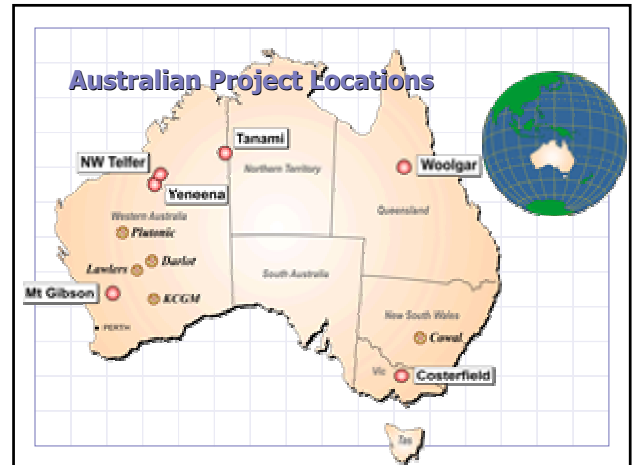 Australian Project Locations
Tanami
NW Telfer
Yeneena
Northern Territory
Woolgar
Queensland
Western Australia
Plutonic
Darlot
Lawlers
South Australia
Mt Gibson
KCGM
PERTH
New South Wales
Cowal
Vic
Costerfield
Tas